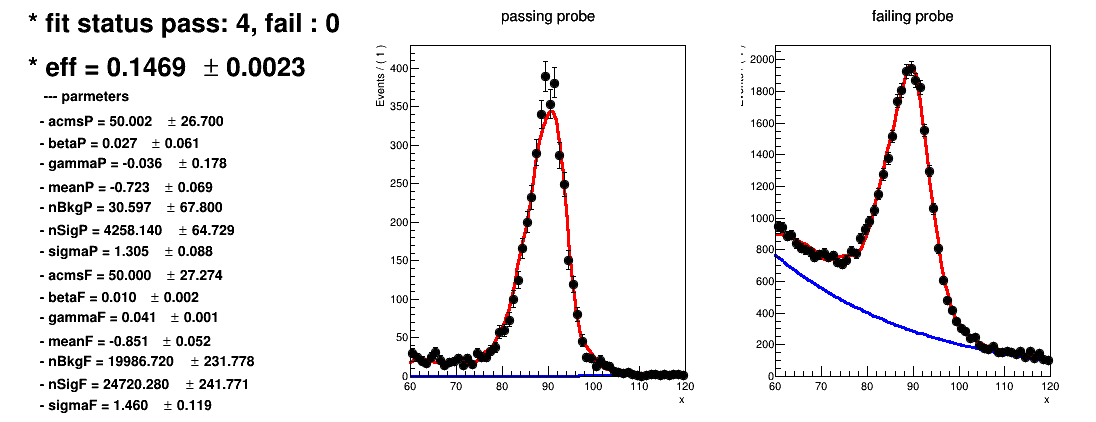 * fit status pass: 4, fail : 0
* eff = 0.1469 ± 0.0023
--- parmeters
- acmsP = 50.002 ± 26.700
- betaP = 0.027 ± 0.061
- gammaP = -0.036 ± 0.178
- meanP = -0.723 ± 0.069
- nBkgP = 30.597 ± 67.800
- nSigP = 4258.140 ± 64.729
- sigmaP = 1.305 ± 0.088
- acmsF = 50.000 ± 27.274
- betaF = 0.010 ± 0.002
- gammaF = 0.041 ± 0.001
- meanF = -0.851 ± 0.052
- nBkgF = 19986.720 ± 231.778
- nSigF = 24720.280 ± 241.771
- sigmaF = 1.460 ± 0.119
passing probe
Events / ( 1 )
400
350
300
250
200
150
100
50
0
60 70 80 90 100 110 120
x
failing probe
2000
1800
1600
1400
1200
1000
800
600
400
200
0
60 70 80 90 100 110 120
x